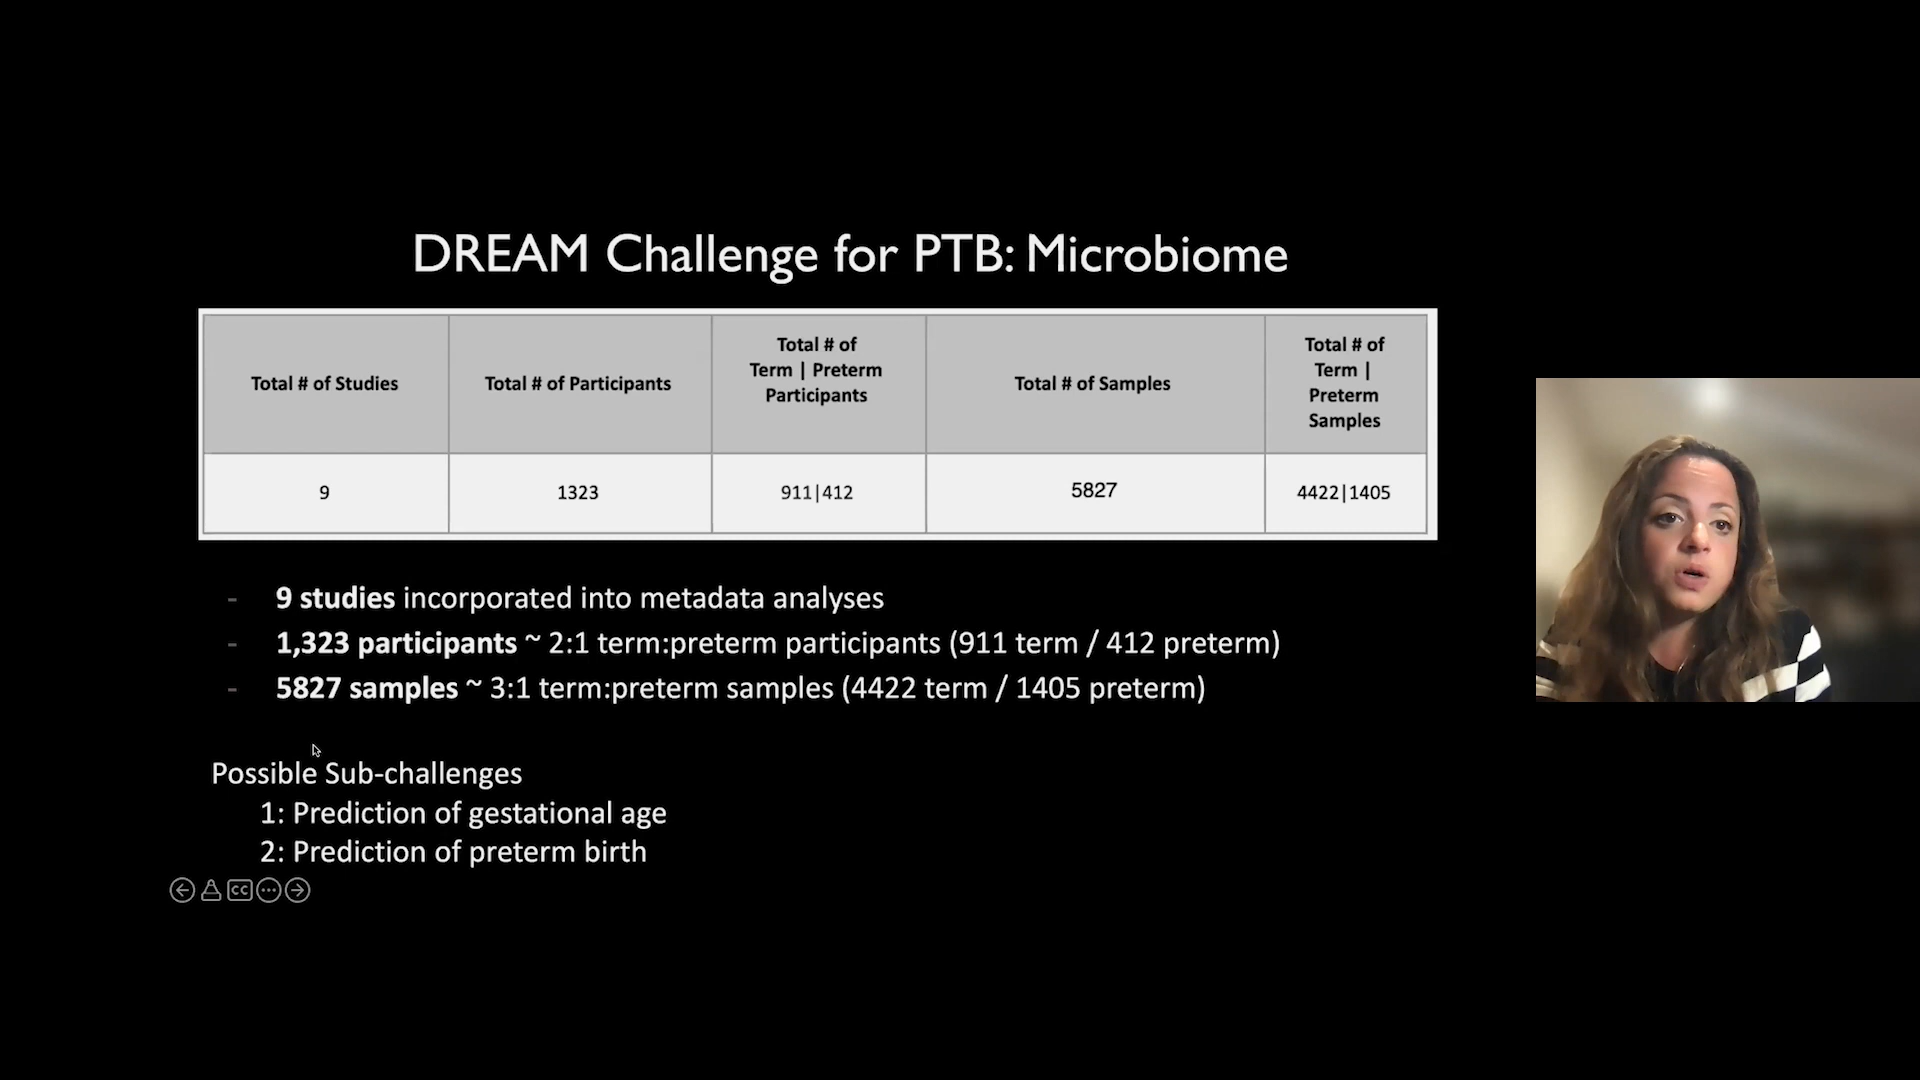 DREAM Challenge for PTB: Microbiome
Total # of Studies
Total # of Participants
Total # of
Term | Preterm
Participants
Total # of Samples
Total # of
Term |
Preterm
Samples
9
1323
911|412
5827
4422|1405
- 9 studies incorporated into metadata analyses
- 1,323 participants ~ 2:1 term:preterm participants (911 term / 412 preterm)
- 5827 samples ~ 3:1 term:preterm samples (4422 term / 1405 preterm)
Possible Sub-challenges
1: Prediction of gestational age
2: Prediction of preterm birth
CC